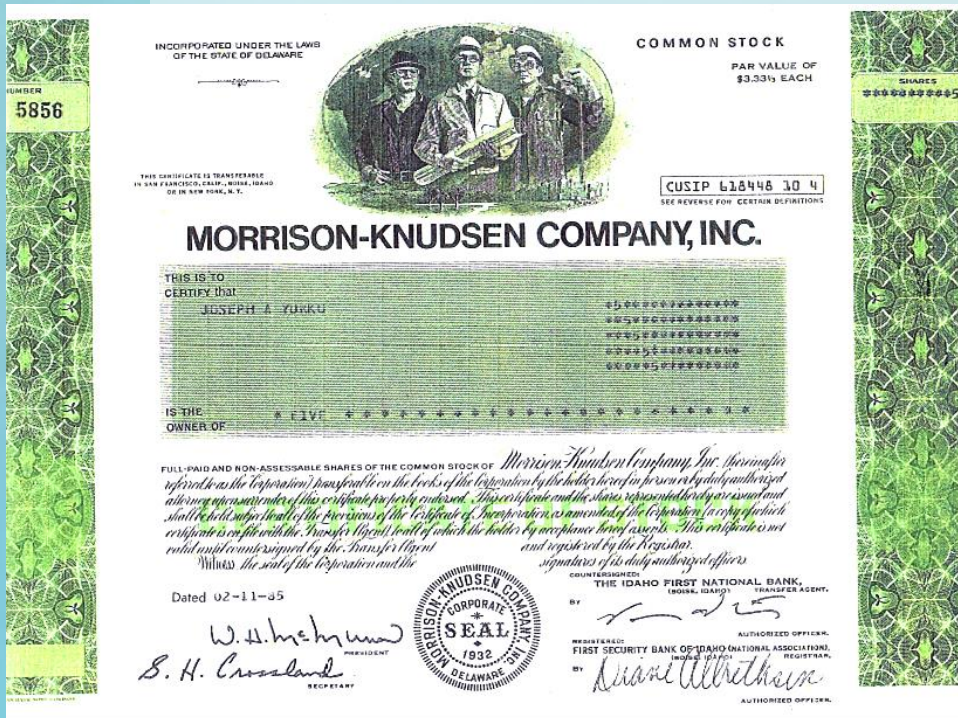 INCORPORATED UNDER THE LAWS
OF THE STATE OF DELAWARE
COMMON STOCK
PAR VALUE OF
$3.33⅓ EACH
NUMBER
5856
SHARES
**********5
THIS CERTIFICATE IS TRANSFERABLE
IN SAN FRANCISCO, CALIF., BOISE, IDAHO
OR IN NEW YORK, N. Y.
CUSIP 618448 10 4
SEE REVERSE FOR CERTAIN DEFINITIONS
MORRISON-KNUDSEN COMPANY, INC.
THIS IS TO
CERTIFY that
JOSEPH A
*5*************
**5************
***5***********
****5**********
*****5*********
IS THE
OWNER OF
* FIVE * * * * * * * * * * * * * * * * * * * *
FULL-PAID AND NON-ASSESSABLE SHARES OF THE COMMON STOCK OF Morrison-Knudsen Company, Inc. (hereinafter
referred to as the Corporation) transferable on the books of the Corporation by the holder hereof in person or by duly authorized
attorney upon surrender of this certificate properly endorsed. This certificate and the shares represented hereby are issued and
shall be held subject to all of the provisions of the Certificate of Incorporation, as amended, of the Corporation (a copy of which
certificate is on file with the Transfer Agent) to all of which the holder by acceptance hereof assents. This certificate is not
valid until countersigned by the Transfer Agent and registered by the Registrar.
Witness the seal of the Corporation and the signatures of its duly authorized officers
Dated 02-11-85
COUNTERSIGNED:
THE IDAHO FIRST NATIONAL BANK,
(BOISE, IDAHO) TRANSFER AGENT.
BY
AUTHORIZED OFFICER.
MORRISON-KNUDSEN COMPANY, INC.
CORPORATE
SEAL
1932
DELAWARE
PRESIDENT
S. H. Crossland
SECRETARY
REGISTERED:
FIRST SECURITY BANK OF IDAHO (NATIONAL ASSOCIATION),
(BOISE, IDAHO) REGISTRAR.
BY
AUTHORIZED OFFICER.